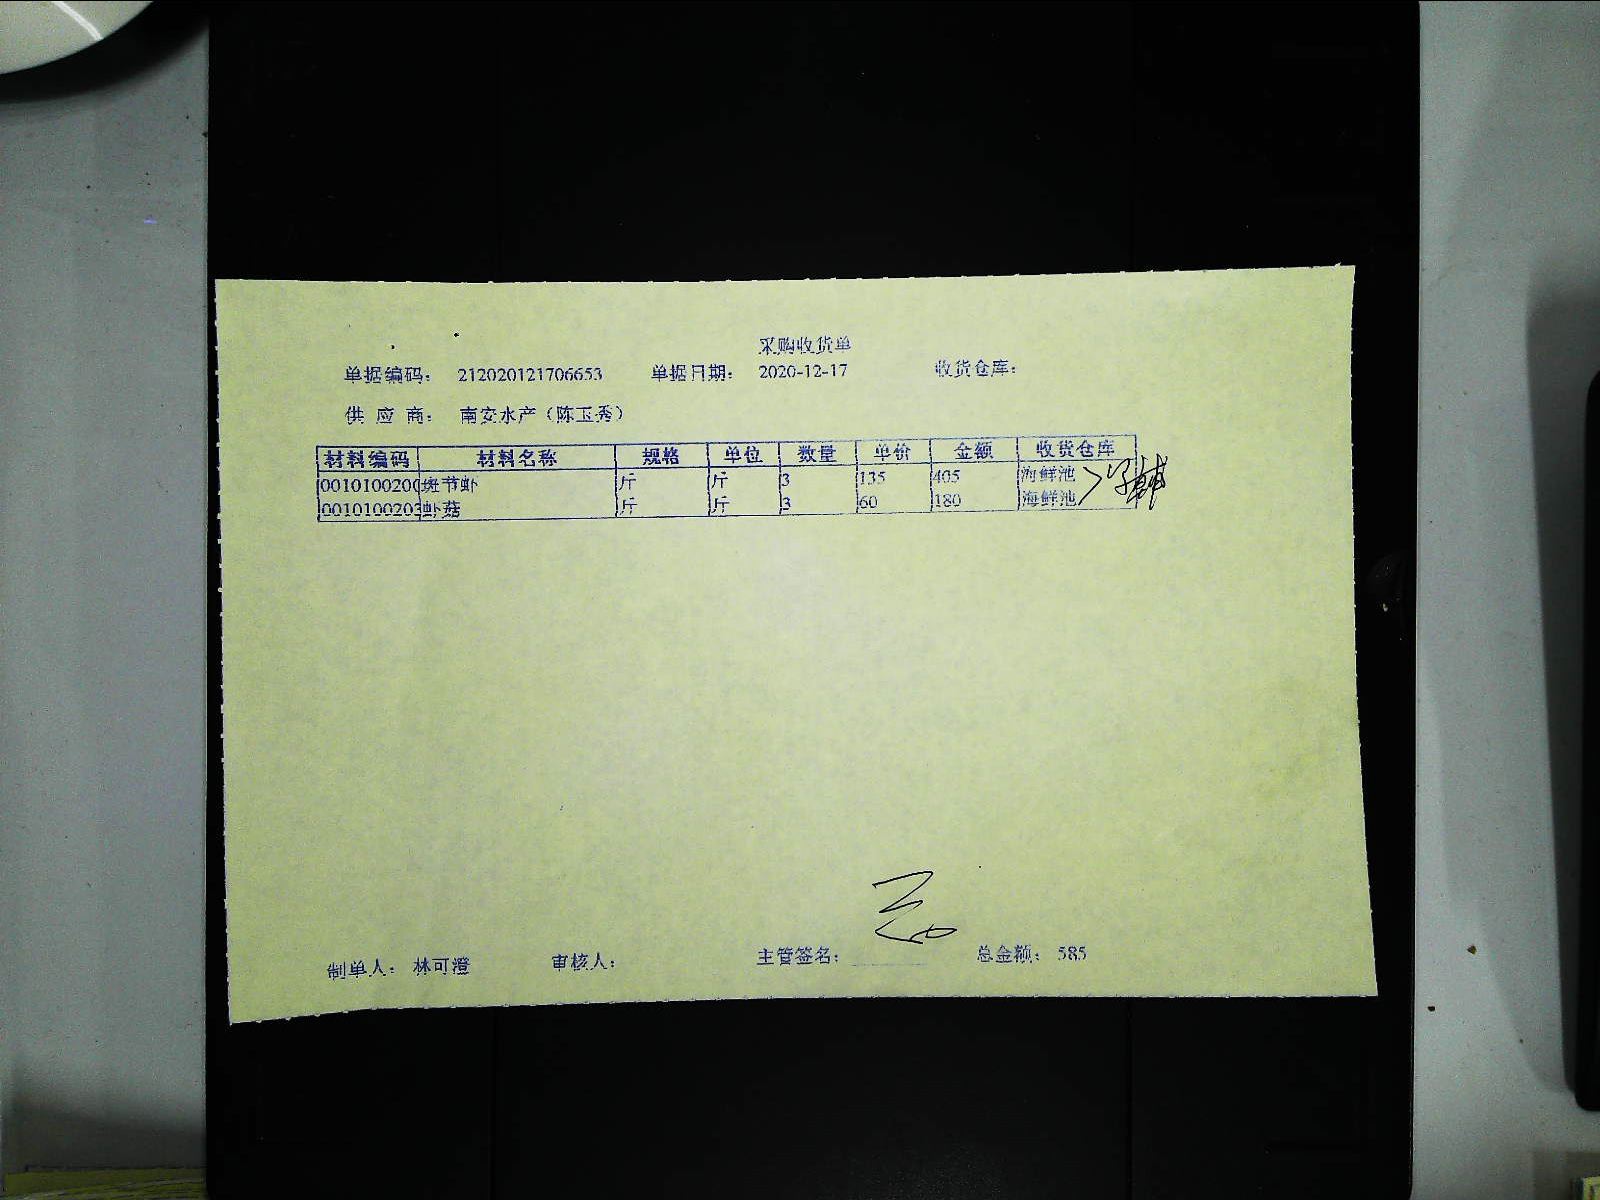 采购收货单
单据编码： 212020121706653 单据日期： 2020-12-17 收货仓库：
供 应 商： 南安水产（陈玉秀）
材料编码 材料名称 规格 单位 数量 单价 金额 收货仓库
0010100200 斑节虾 斤 斤 3 135 405 海鲜池
0010100203 虾菇 斤 斤 3 60 180 海鲜池
制单人： 林可澄 审核人： 主管签名： 总金额： 585